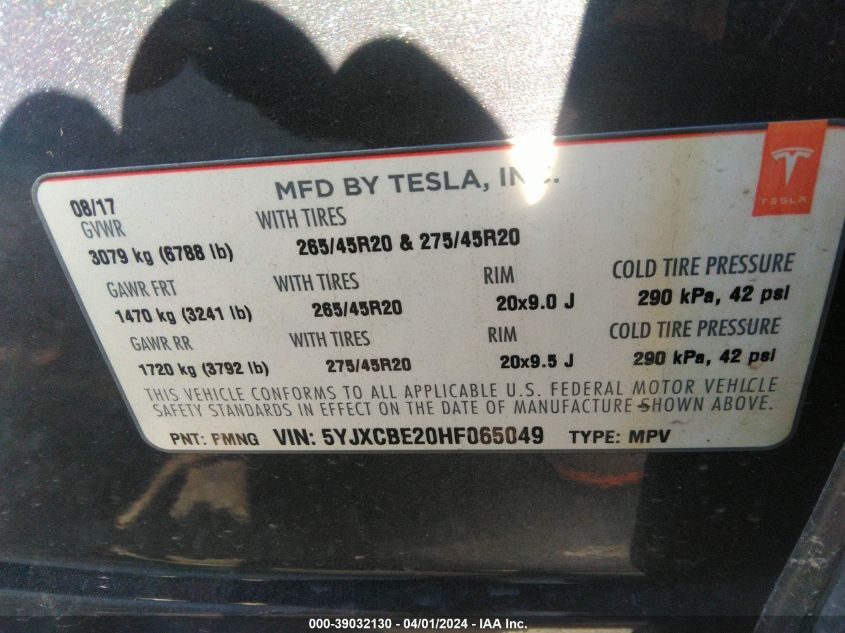 MFD BY TESLA, INC.
TESLA
08/17
GVWR WITH TIRES
3079 kg (6788 lb) 265/45R20 & 275/45R20
GAWR FRT WITH TIRES RIM COLD TIRE PRESSURE
1470 kg (3241 lb) 265/45R20 20x9.0 J 290 kPa, 42 psi
GAWR RR WITH TIRES RIM COLD TIRE PRESSURE
1720 kg (3792 lb) 275/45R20 20x9.5 J 290 kPa, 42 psi
THIS VEHICLE CONFORMS TO ALL APPLICABLE U.S. FEDERAL MOTOR VEHICLE
SAFETY STANDARDS IN EFFECT ON THE DATE OF MANUFACTURE SHOWN ABOVE.
PNT: PMNG VIN: 5YJXCBE20HF065049 TYPE: MPV
000-39032130 - 04/01/2024 - IAA Inc.